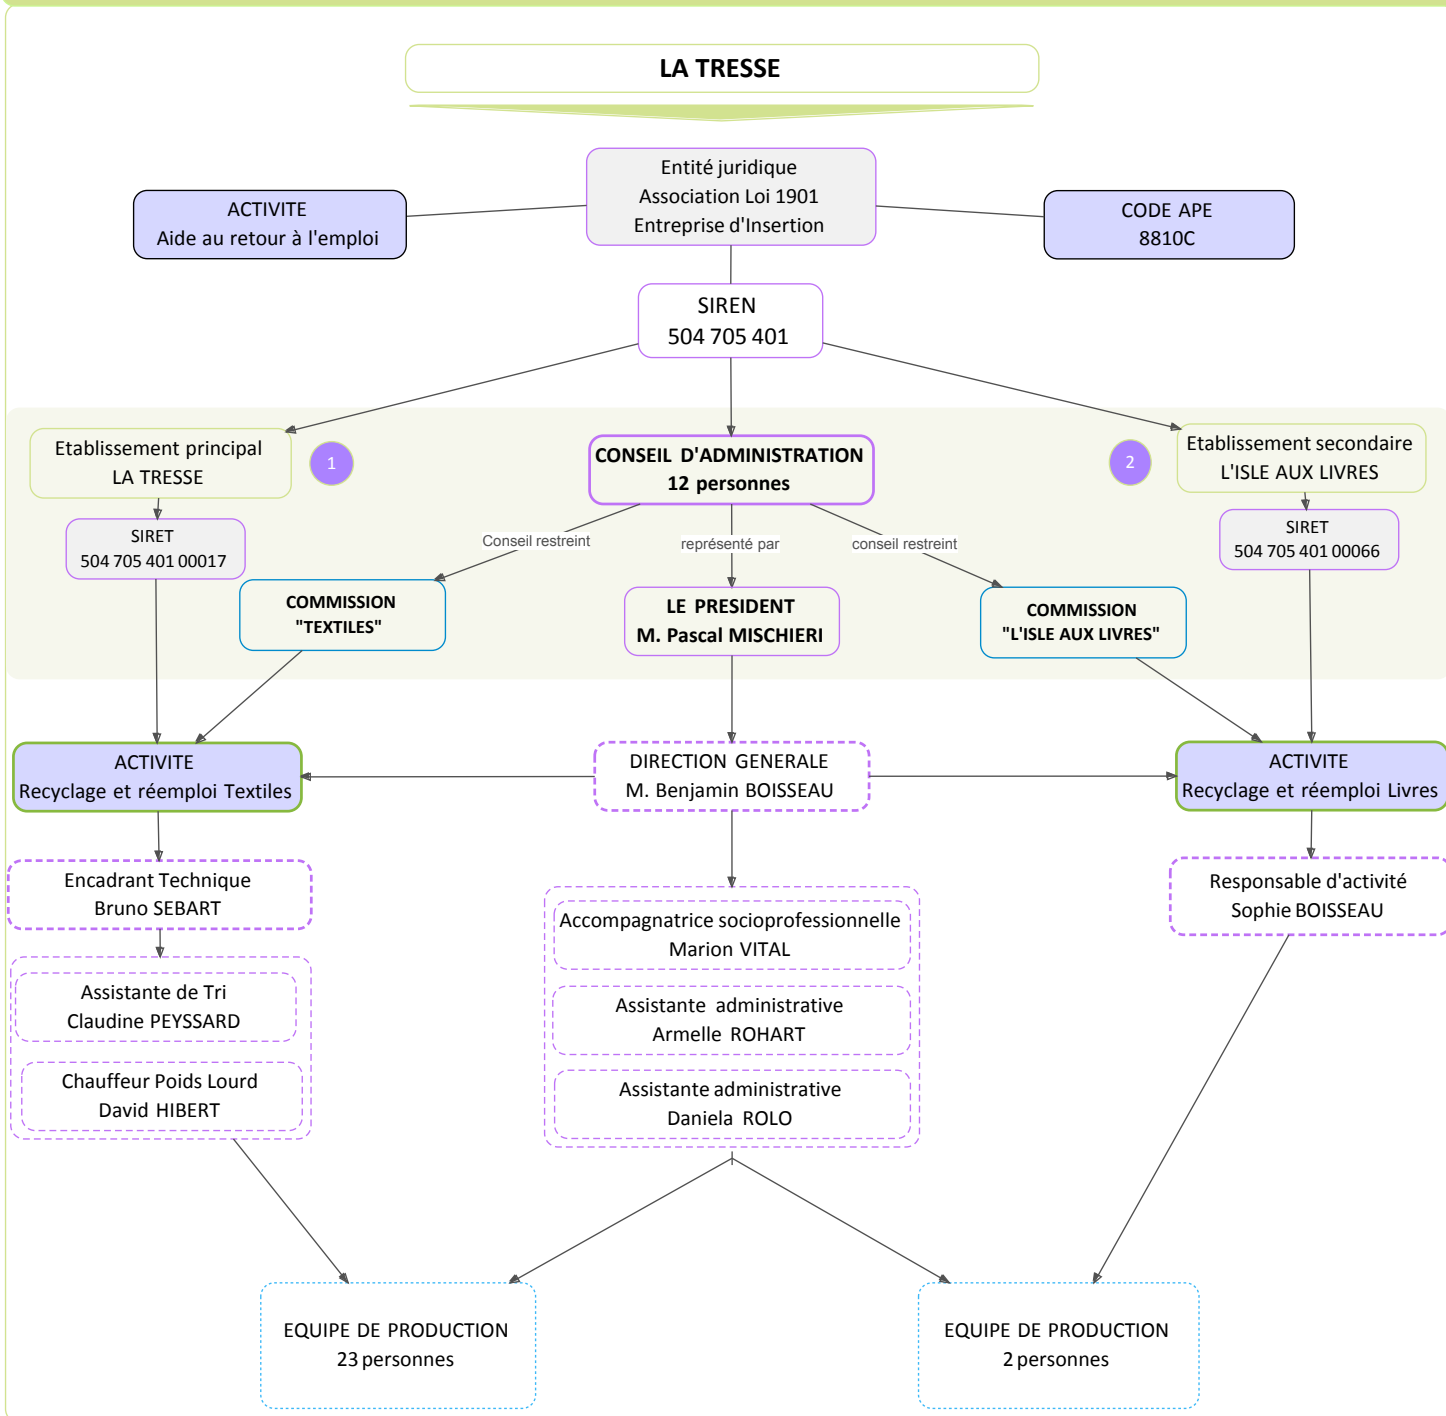 LA TRESSE
Entité juridique
Association Loi 1901
Entreprise d'Insertion
ACTIVITE
Aide au retour à l'emploi
CODE APE
8810C
SIREN
504 705 401
Etablissement principal
LA TRESSE
1
CONSEIL D'ADMINISTRATION
12 personnes
2
Etablissement secondaire
L'ISLE AUX LIVRES
SIRET
504 705 401 00017
Conseil restreint
représenté par
conseil restreint
SIRET
504 705 401 00066
COMMISSION
"TEXTILES"
LE PRESIDENT
M. Pascal MISCHIERI
COMMISSION
"L'ISLE AUX LIVRES"
ACTIVITE
Recyclage et réemploi Textiles
DIRECTION GENERALE
M. Benjamin BOISSEAU
ACTIVITE
Recyclage et réemploi Livres
Encadrant Technique
Bruno SEBART
Accompagnatrice socioprofessionnelle
Marion VITAL
Responsable d'activité
Sophie BOISSEAU
Assistante de Tri
Claudine PEYSSARD
Assistante administrative
Armelle ROHART
Chauffeur Poids Lourd
David HIBERT
Assistante administrative
Daniela ROLO
EQUIPE DE PRODUCTION
23 personnes
EQUIPE DE PRODUCTION
2 personnes